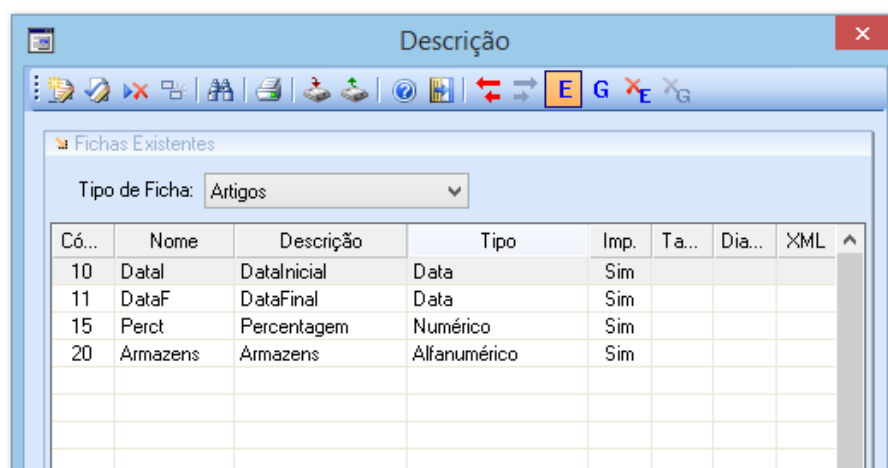 Descrição
E G E G
Fichas Existentes
Tipo de Ficha: Artigos
Có... Nome Descrição Tipo Imp. Ta... Dia... XML
10 DataI DataInicial Data Sim
11 DataF DataFinal Data Sim
15 Perct Percentagem Numérico Sim
20 Armazens Armazens Alfanumérico Sim